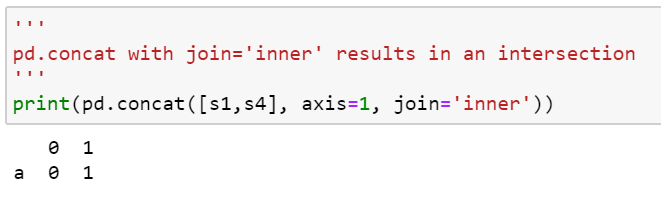 '''
pd.concat with join='inner' results in an intersection
'''
print(pd.concat([s1,s4], axis=1, join='inner'))
   0  1
a  0  1